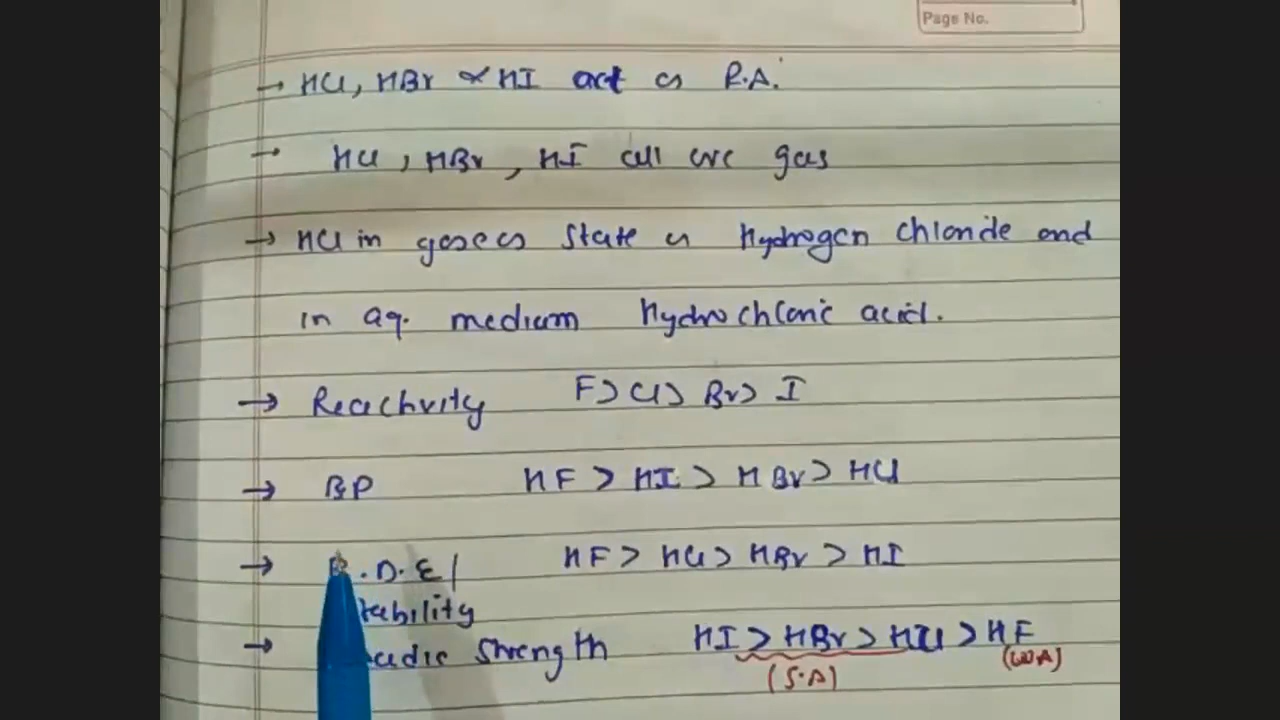 Page No.
→ HCl, HBr & HI act as R.A.
→ HCl, HBr, HI all are gas
→ HCl in gaseous state as Hydrogen chloride and
in aq. medium Hydrochloric acid.
→ Reactivity F > Cl > Br > I
→ BP HF > HI > HBr > HCl
→ B.D.E/ HF > HCl > HBr > HI
tability
→ Acidic Strength HI > HBr > HCl > HF
(S.A) (W.A)